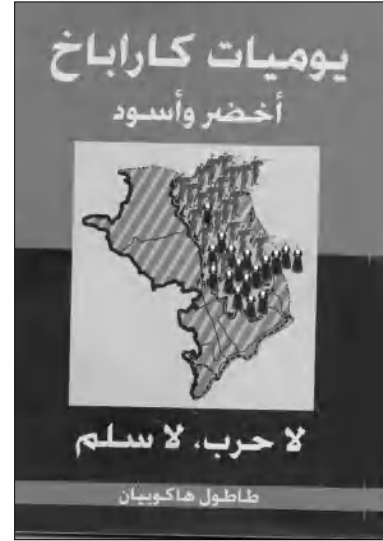 يوميات كاراباخ
أخضر وأسود
لا حرب، لا سلم
طاطول هاكوبيان